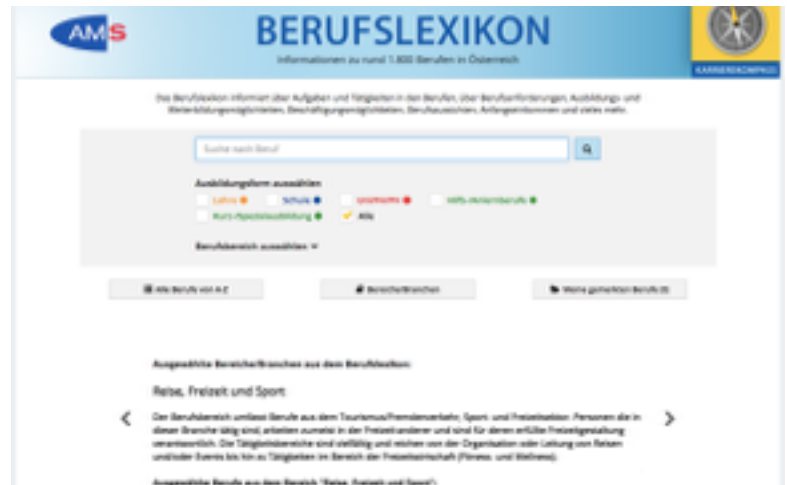 AMS
BERUFSLEXIKON
Informationen zu rund 1.800 Berufen in Österreich
KARRIEREKOMPASS
Das Berufslexikon informiert über Aufgaben und Tätigkeiten in den Berufen, über Berufsanforderungen, Ausbildungs- und
Weiterbildungsmöglichkeiten, Beschäftigungsmöglichkeiten, Berufsaussichten, Anfangseinkommen und vieles mehr.
Suche nach Beruf
Ausbildungsform auswählen
Lehre Schule Uni/FH/PH Hilfs-/Anlernberufe
Kurz-/Spezialausbildung Alle
Berufsbereich auswählen
Alle Berufe von A-Z Bereiche/Branchen Meine gemerkten Berufe (0)
Ausgewählte Bereiche/Branchen aus dem Berufslexikon:
Reise, Freizeit und Sport
Der Berufsbereich umfasst Berufe aus dem Tourismus/Fremdenverkehr, Sport- und Freizeitsektor. Personen die in
dieser Branche tätig sind, arbeiten zumeist in der Freizeit anderer und sind für deren erfüllte Freizeitgestaltung
verantwortlich. Die Tätigkeitsbereiche sind vielfältig und reichen von der Organisation oder Leitung von Reisen
und/oder Events bis hin zu Tätigkeiten im Bereich der Freizeitwirtschaft (Fitness- und Wellness).
Ausgewählte Berufe aus dem Bereich "Reise, Freizeit und Sport":